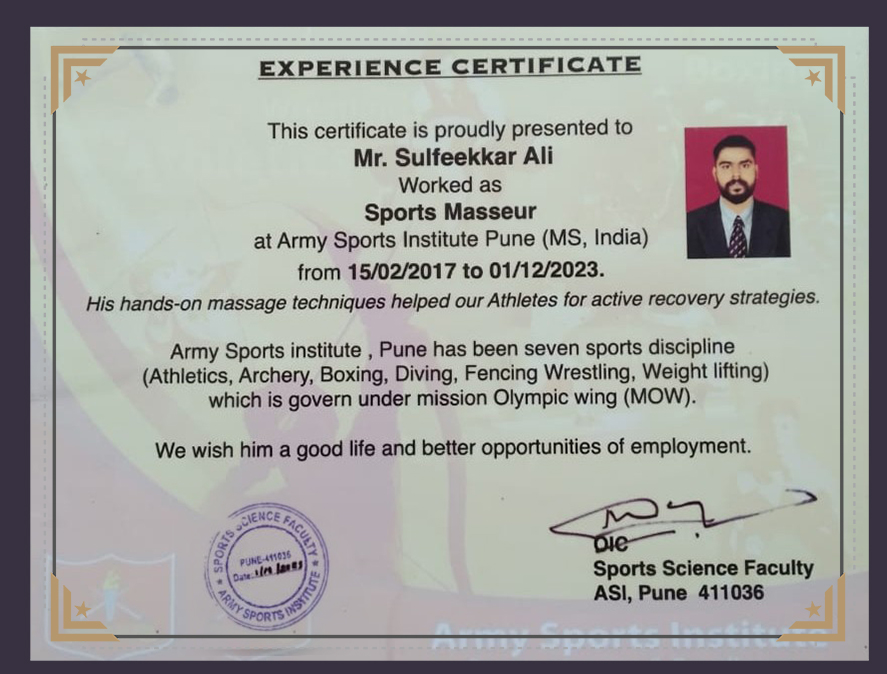 EXPERIENCE CERTIFICATE
This certificate is proudly presented to
Mr. Sulfeekkar Ali
Worked as
Sports Masseur
at Army Sports Institute Pune (MS, India)
from 15/02/2017 to 01/12/2023.
His hands-on massage techniques helped our Athletes for active recovery strategies.
Army Sports institute , Pune has been seven sports discipline
(Athletics, Archery, Boxing, Diving, Fencing Wrestling, Weight lifting)
which is govern under mission Olympic wing (MOW).
We wish him a good life and better opportunities of employment.
SPORTS SCIENCE FACULTY
PUNE-411036
Date:
ARMY SPORTS INSTITUTE
OIC
Sports Science Faculty
ASI, Pune 411036
Army Sports Institute